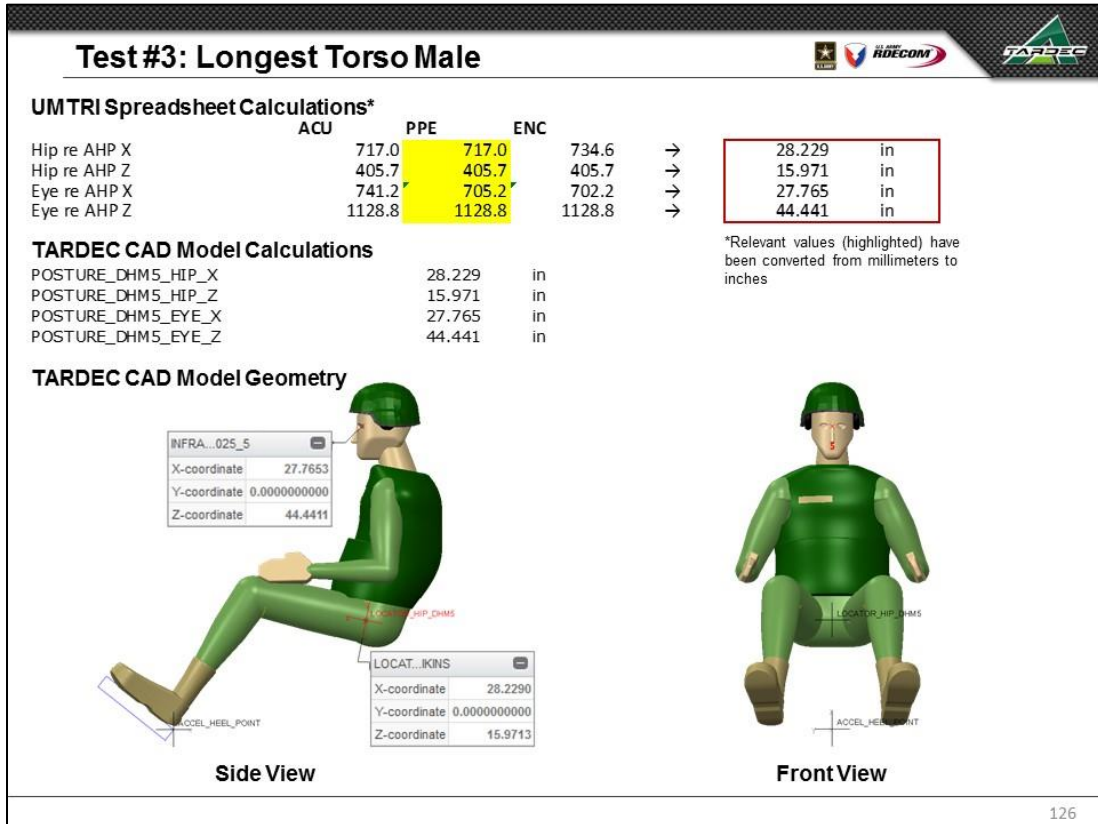 Test #3: Longest Torso Male
U.S. ARMY
U.S. ARMY
RDECOM
TARDEC
UMTRI Spreadsheet Calculations*
ACU PPE ENC
Hip re AHP X 717.0 717.0 734.6 → 28.229 in
Hip re AHP Z 405.7 405.7 405.7 → 15.971 in
Eye re AHP X 741.2 705.2 702.2 → 27.765 in
Eye re AHP Z 1128.8 1128.8 1128.8 → 44.441 in
*Relevant values (highlighted) have
been converted from millimeters to
inches
TARDEC CAD Model Calculations
POSTURE_DHM5_HIP_X 28.229 in
POSTURE_DHM5_HIP_Z 15.971 in
POSTURE_DHM5_EYE_X 27.765 in
POSTURE_DHM5_EYE_Z 44.441 in
TARDEC CAD Model Geometry
INFRA...025_5
X-coordinate 27.7653
Y-coordinate 0.0000000000
Z-coordinate 44.4411
5
LOCATOR_HIP_DHM5
LOCATOR_HIP_DHM5
LOCAT...IKINS
X-coordinate 28.2290
Y-coordinate 0.0000000000
Z-coordinate 15.9713
ACCEL_HEEL_POINT
ACCEL_HEEL_POINT
Side View
Front View
126